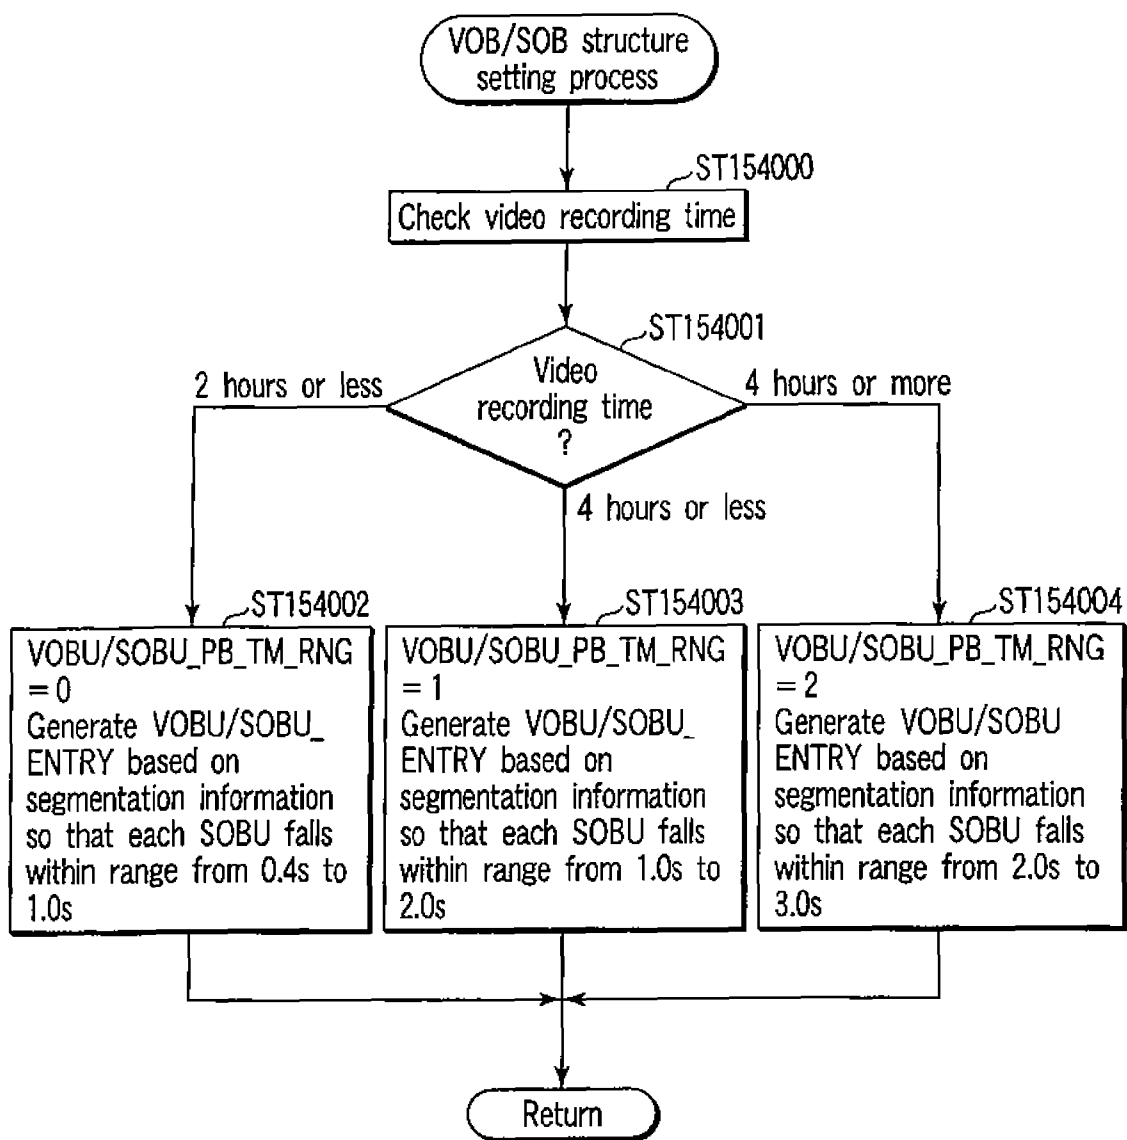 VOB/SOB structure
setting process
ST154000
Check video recording time
ST154001
Video
recording time
?
2 hours or less
4 hours or more
4 hours or less
ST154002
VOBU/SOBU_PB_TM_RNG
= 0
Generate VOBU/SOBU_
ENTRY based on
segmentation information
so that each SOBU falls
within range from 0.4s to
1.0s
ST154003
VOBU/SOBU_PB_TM_RNG
= 1
Generate VOBU/SOBU_
ENTRY based on
segmentation information
so that each SOBU falls
within range from 1.0s to
2.0s
ST154004
VOBU/SOBU_PB_TM_RNG
= 2
Generate VOBU/SOBU
ENTRY based on
segmentation information
so that each SOBU falls
within range from 2.0s to
3.0s
Return